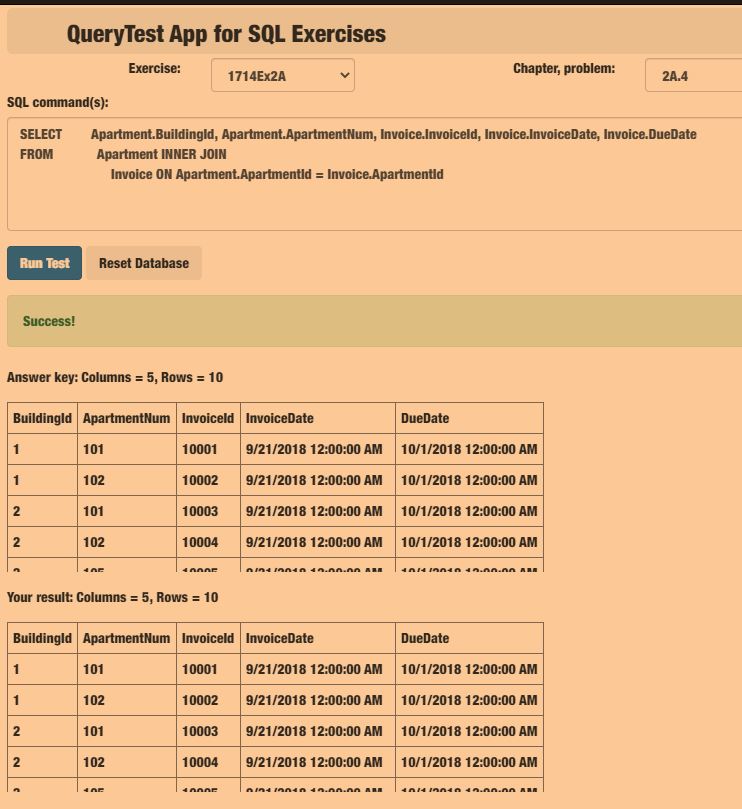 QueryTest App for SQL Exercises
Exercise: 1714Ex2A Chapter, problem: 2A.4
SQL command(s):
SELECT Apartment.BuildingId, Apartment.ApartmentNum, Invoice.InvoiceId, Invoice.InvoiceDate, Invoice.DueDate
FROM Apartment INNER JOIN
Invoice ON Apartment.ApartmentId = Invoice.ApartmentId
Run Test Reset Database
Success!
Answer key: Columns = 5, Rows = 10
BuildingId ApartmentNum InvoiceId InvoiceDate DueDate
1 101 10001 9/21/2018 12:00:00 AM 10/1/2018 12:00:00 AM
1 102 10002 9/21/2018 12:00:00 AM 10/1/2018 12:00:00 AM
2 101 10003 9/21/2018 12:00:00 AM 10/1/2018 12:00:00 AM
2 102 10004 9/21/2018 12:00:00 AM 10/1/2018 12:00:00 AM
Your result: Columns = 5, Rows = 10
BuildingId ApartmentNum InvoiceId InvoiceDate DueDate
1 101 10001 9/21/2018 12:00:00 AM 10/1/2018 12:00:00 AM
1 102 10002 9/21/2018 12:00:00 AM 10/1/2018 12:00:00 AM
2 101 10003 9/21/2018 12:00:00 AM 10/1/2018 12:00:00 AM
2 102 10004 9/21/2018 12:00:00 AM 10/1/2018 12:00:00 AM